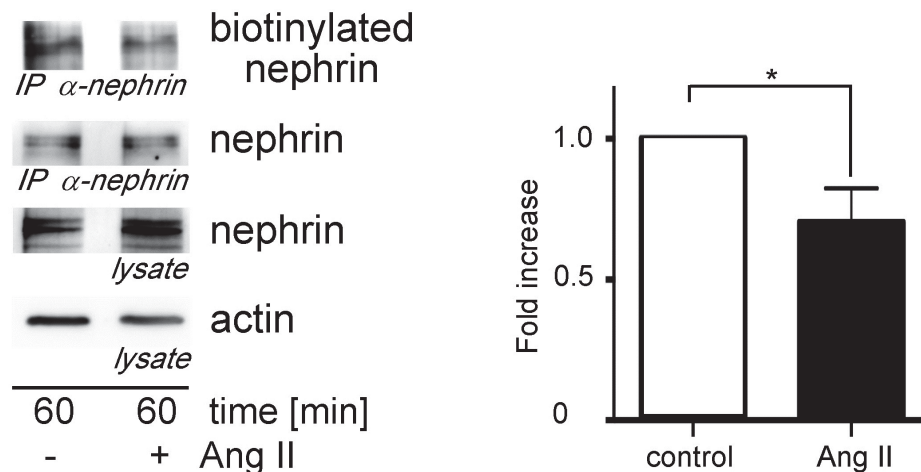 biotinylated
nephrin
IP α-nephrin
nephrin
IP α-nephrin
nephrin
lysate
actin
lysate
60 60 time [min]
- + Ang II
*
Fold increase
1.0
0.5
0
control Ang II